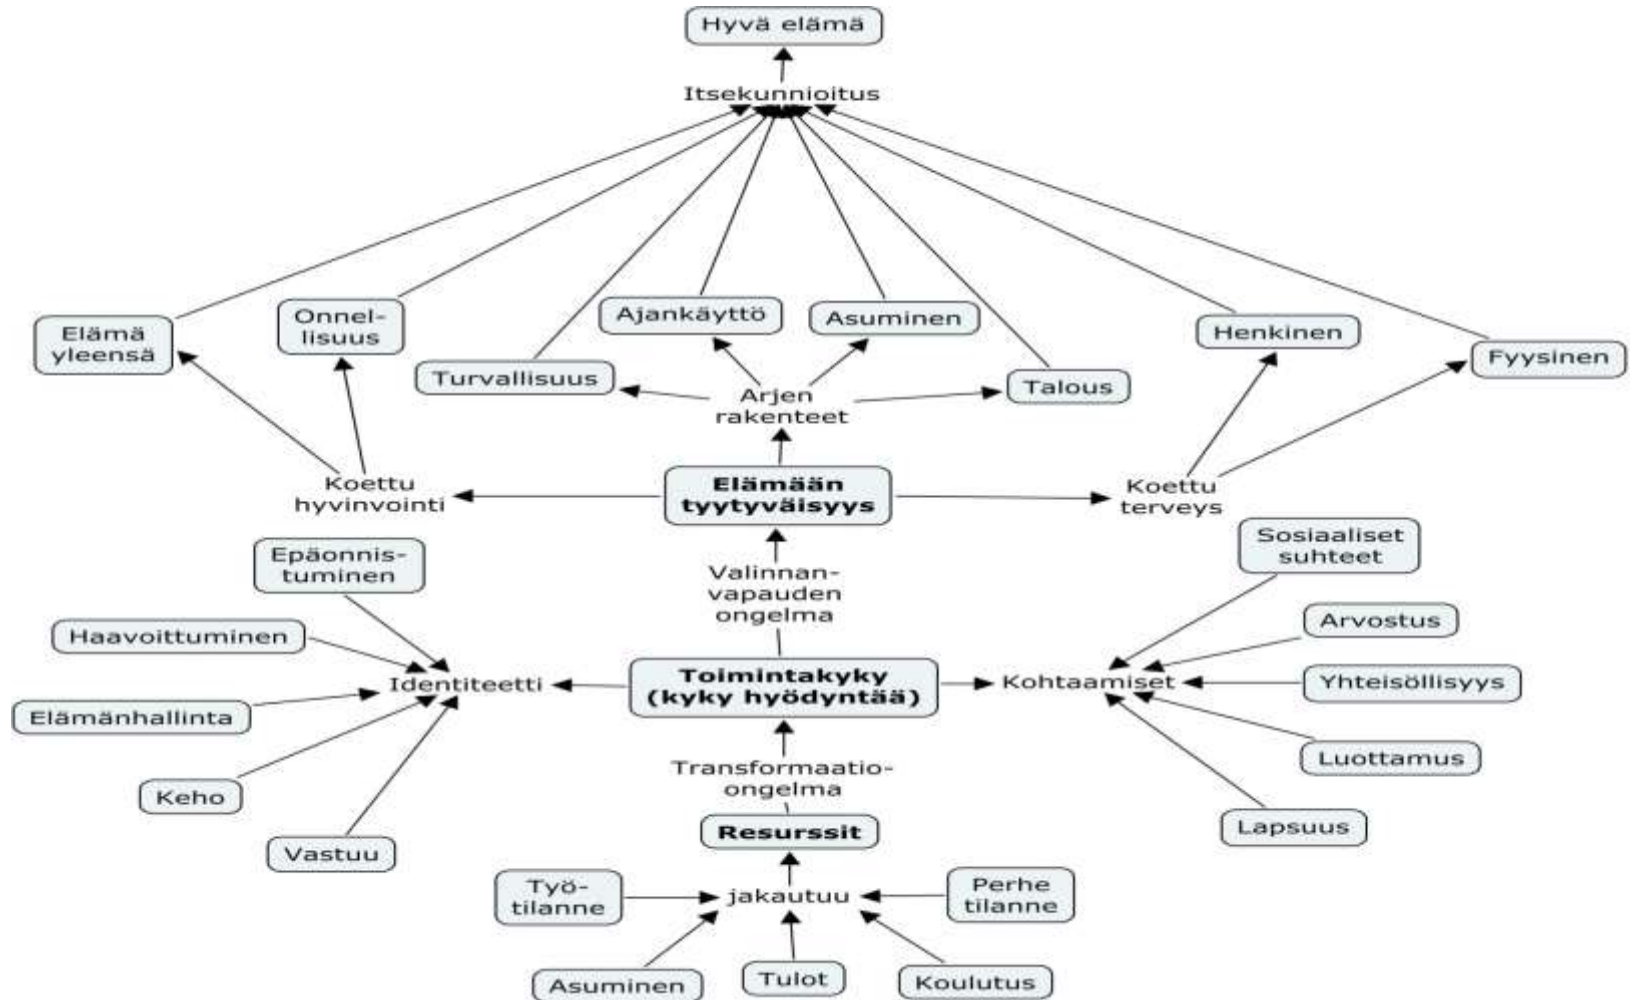 Hyvä elämä
Itsekunnioitus
Elämä
yleensä
Onnel-
lisuus
Turvallisuus
Ajankäyttö
Asuminen
Talous
Henkinen
Fyysinen
Arjen
rakenteet
Koettu
hyvinvointi
Elämään
tyytyväisyys
Koettu
terveys
Epäonnis-
tuminen
Valinnan-
vapauden
ongelma
Sosiaaliset
suhteet
Haavoittuminen
Arvostus
Identiteetti
Toimintakyky
(kyky hyödyntää)
Kohtaamiset
Yhteisöllisyys
Elämänhallinta
Luottamus
Keho
Transformaatio-
ongelma
Vastuu
Resurssit
Lapsuus
Työ-
tilanne
jakautuu
Perhe
tilanne
Asuminen
Tulot
Koulutus